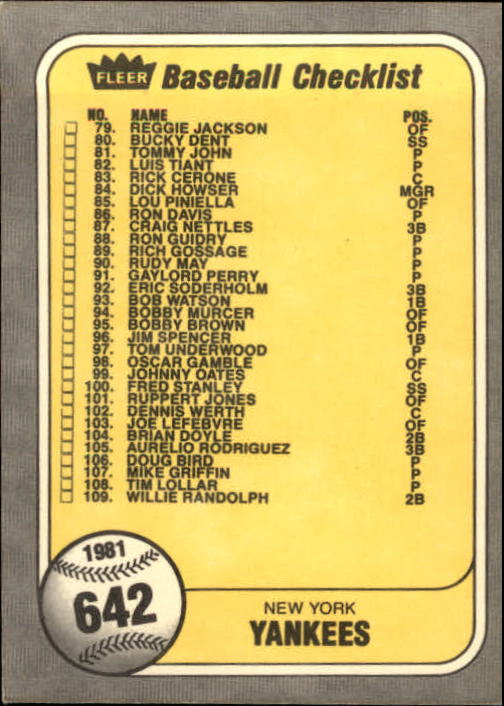 FLEER Baseball Checklist
NO. NAME POS.
79. REGGIE JACKSON OF
80. BUCKY DENT SS
81. TOMMY JOHN P
82. LUIS TIANT P
83. RICK CERONE C
84. DICK HOWSER MGR
85. LOU PINIELLA OF
86. RON DAVIS P
87. CRAIG NETTLES 3B
88. RON GUIDRY P
89. RICH GOSSAGE P
90. RUDY MAY P
91. GAYLORD PERRY P
92. ERIC SODERHOLM 3B
93. BOB WATSON 1B
94. BOBBY MURCER OF
95. BOBBY BROWN OF
96. JIM SPENCER 1B
97. TOM UNDERWOOD P
98. OSCAR GAMBLE OF
99. JOHNNY OATES C
100. FRED STANLEY SS
101. RUPPERT JONES OF
102. DENNIS WERTH C
103. JOE LEFEBVRE OF
104. BRIAN DOYLE 2B
105. AURELIO RODRIGUEZ 3B
106. DOUG BIRD P
107. MIKE GRIFFIN P
108. TIM LOLLAR P
109. WILLIE RANDOLPH 2B
1981
642
NEW YORK
YANKEES